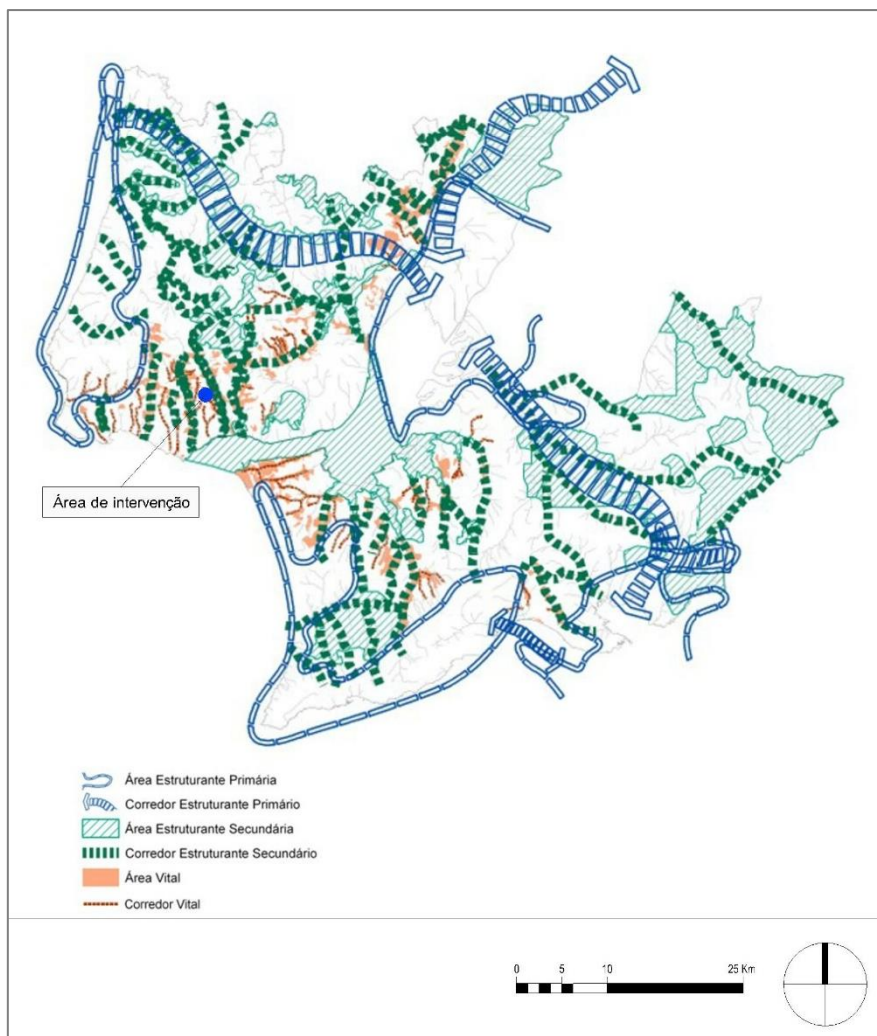 Área de intervenção
Área Estruturante Primária
Corredor Estruturante Primário
Área Estruturante Secundária
Corredor Estruturante Secundário
Área Vital
Corredor Vital
0 5 10 25 Km